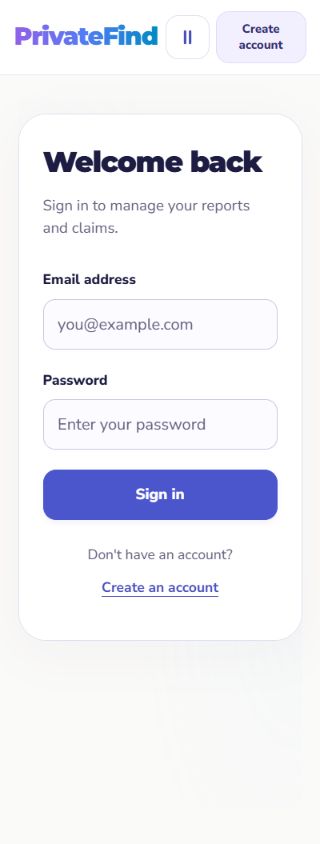 PrivateFind
Create
account
Welcome back
Sign in to manage your reports
and claims.
Email address
you@example.com
Password
Enter your password
Sign in
Don't have an account?
Create an account